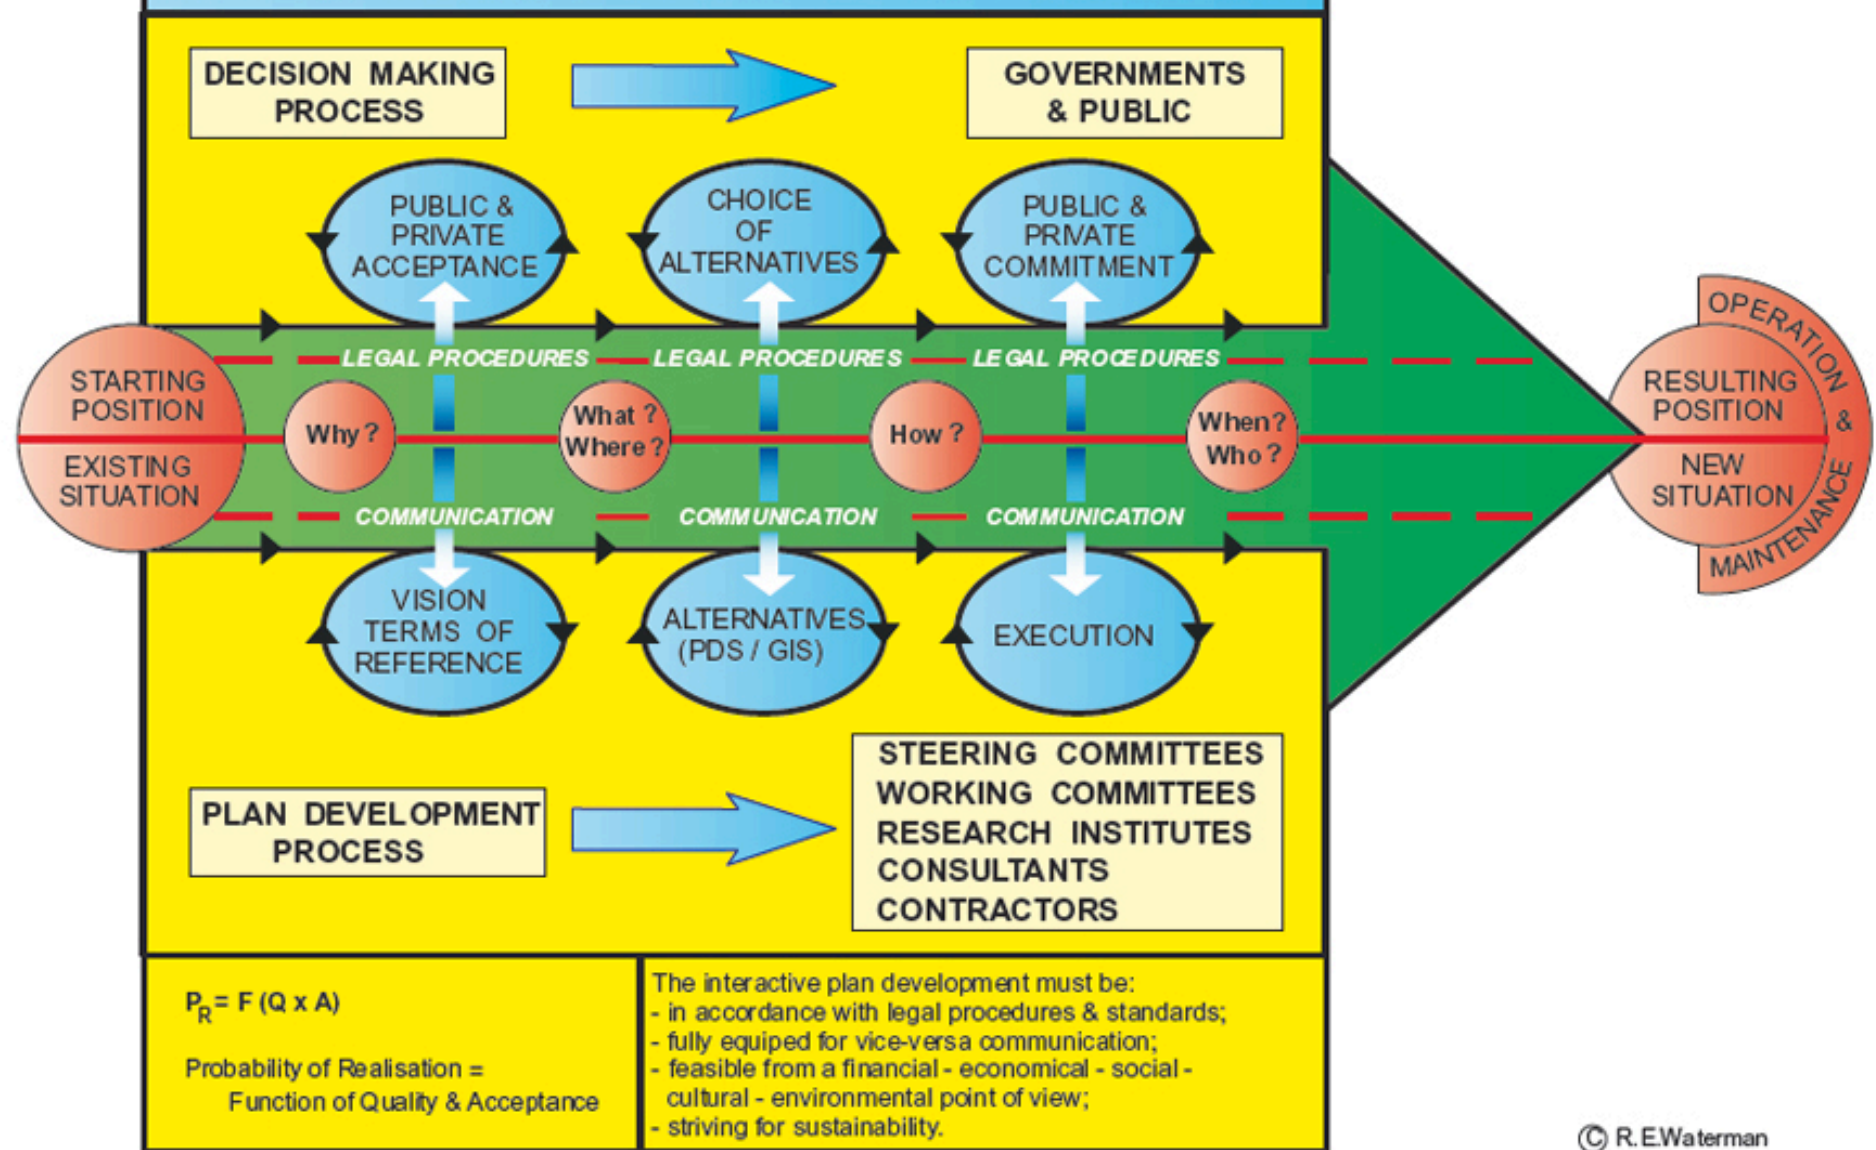 DECISION MAKING
PROCESS
GOVERNMENTS
& PUBLIC
PUBLIC &
PRIVATE
ACCEPTANCE
CHOICE
OF
ALTERNATIVES
PUBLIC &
PRIVATE
COMMITMENT
LEGAL PROCEDURES
LEGAL PROCEDURES
LEGAL PROCEDURES
STARTING
POSITION
EXISTING
SITUATION
Why ?
What ?
Where ?
How ?
When?
Who ?
RESULTING
POSITION
NEW
SITUATION
OPERATION & MAINTENANCE
COMMUNICATION
COMMUNICATION
COMMUNICATION
VISION
TERMS OF
REFERENCE
ALTERNATIVES
(PDS / GIS)
EXECUTION
PLAN DEVELOPMENT
PROCESS
STEERING COMMITTEES
WORKING COMMITTEES
RESEARCH INSTITUTES
CONSULTANTS
CONTRACTORS
PR = F (Q x A)
Probability of Realisation =
Function of Quality & Acceptance
The interactive plan development must be:
- in accordance with legal procedures & standards;
- fully equiped for vice-versa communication;
- feasible from a financial - economical - social -
cultural - environmental point of view;
- striving for sustainability.
© R.E.Waterman